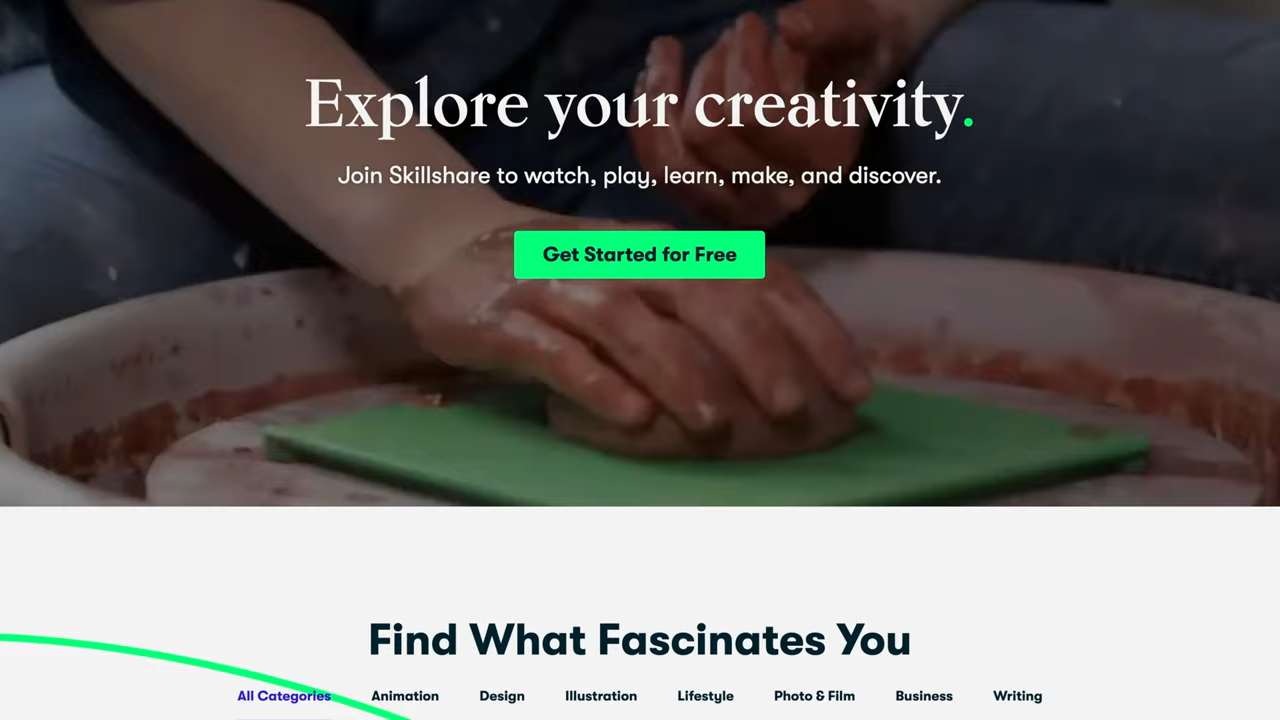 Explore your creativity.
Join Skillshare to watch, play, learn, make, and discover.
Get Started for Free
Find What Fascinates You
All Categories Animation Design Illustration Lifestyle Photo & Film Business Writing